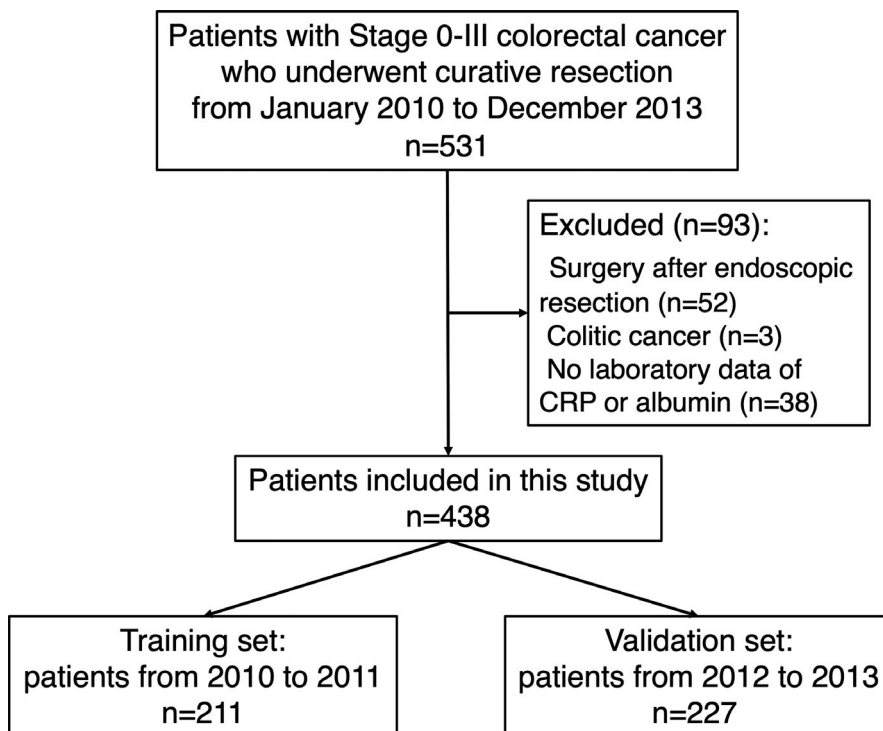 Patients with Stage 0-III colorectal cancer
who underwent curative resection
from January 2010 to December 2013
n=531
Excluded (n=93):
Surgery after endoscopic
resection (n=52)
Colitic cancer (n=3)
No laboratory data of
CRP or albumin (n=38)
Patients included in this study
n=438
Training set:
patients from 2010 to 2011
n=211
Validation set:
patients from 2012 to 2013
n=227